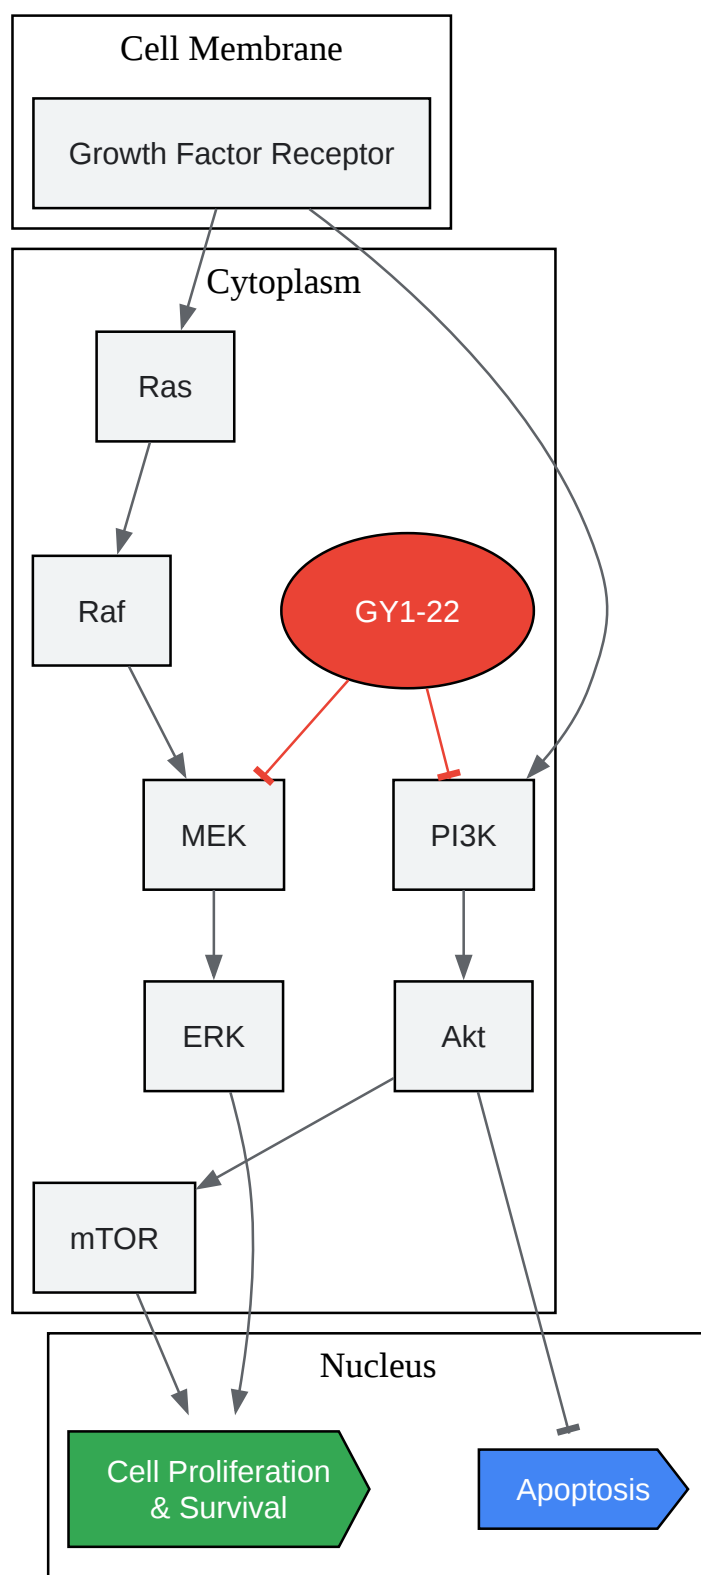 Cell Membrane
Growth Factor Receptor
Cytoplasm
Ras
Raf
GY1-22
MEK
PI3K
ERK
Akt
mTOR
Nucleus
Cell Proliferation
& Survival
Apoptosis